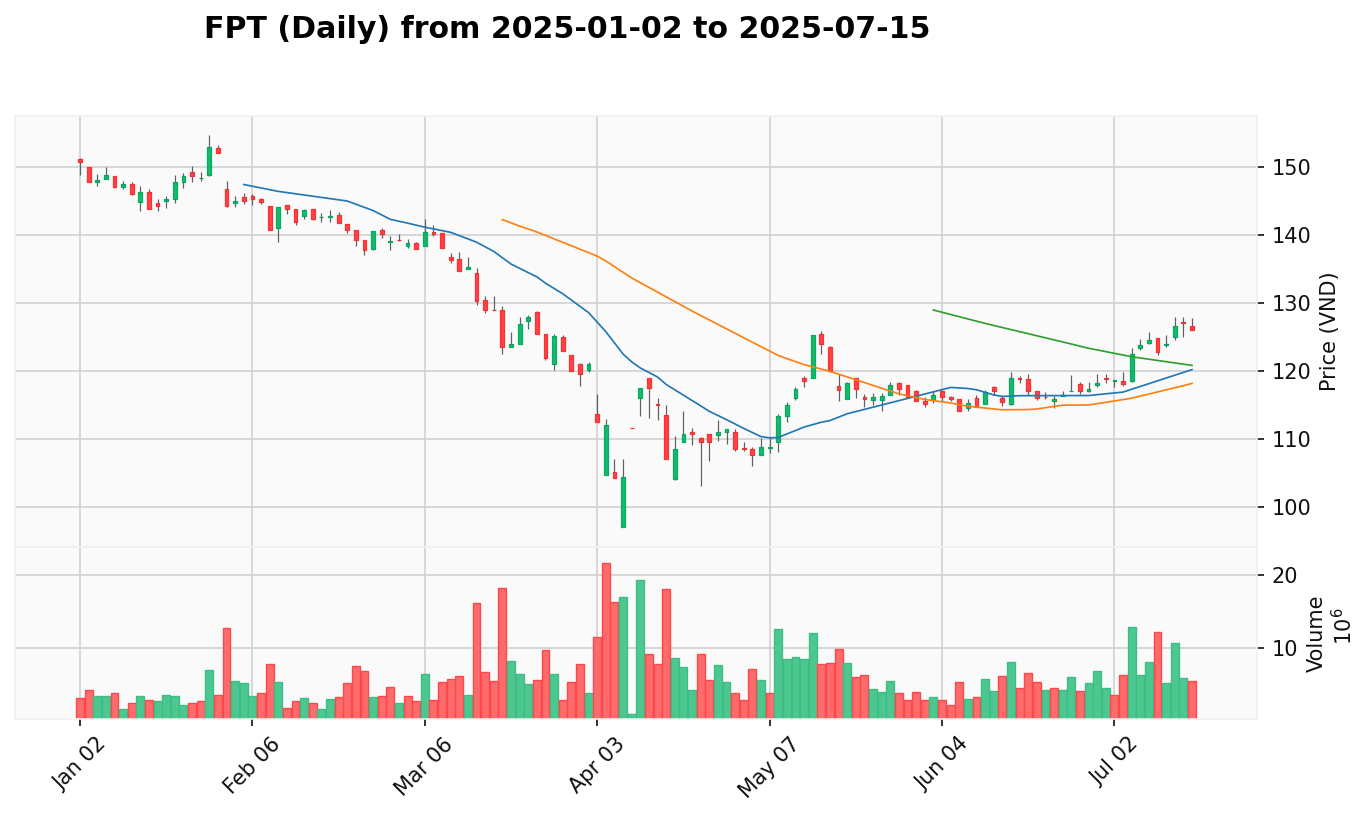 FPT (Daily) from 2025-01-02 to 2025-07-15
150
140
130
120
110
100
Price (VND)
20
10
Volume
10⁶
Jan 02
Feb 06
Mar 06
Apr 03
May 07
Jun 04
Jul 02